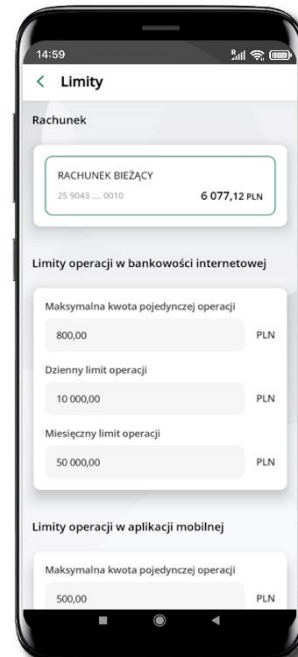 14:59
Limity
Rachunek
RACHUNEK BIEŻĄCY
25 9043 .... 0010 6 077,12 PLN
Limity operacji w bankowości internetowej
Maksymalna kwota pojedynczej operacji
800,00 PLN
Dzienny limit operacji
10 000,00 PLN
Miesięczny limit operacji
50 000,00 PLN
Limity operacji w aplikacji mobilnej
Maksymalna kwota pojedynczej operacji
500,00 PLN